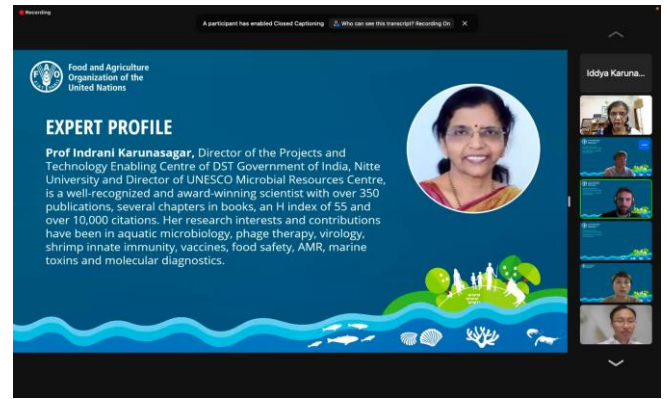 Recording
A participant has enabled Closed Captioning Who can see this transcript? Recording On X
Food and Agriculture
Organization of the
United Nations
EXPERT PROFILE
Prof Indrani Karunasagar, Director of the Projects and
Technology Enabling Centre of DST Government of India, Nitte
University and Director of UNESCO Microbial Resources Centre,
is a well-recognized and award-winning scientist with over 350
publications, several chapters in books, an H index of 55 and
over 10,000 citations. Her research interests and contributions
have been in aquatic microbiology, phage therapy, virology,
shrimp innate immunity, vaccines, food safety, AMR, marine
toxins and molecular diagnostics.
Iddya Karuna...